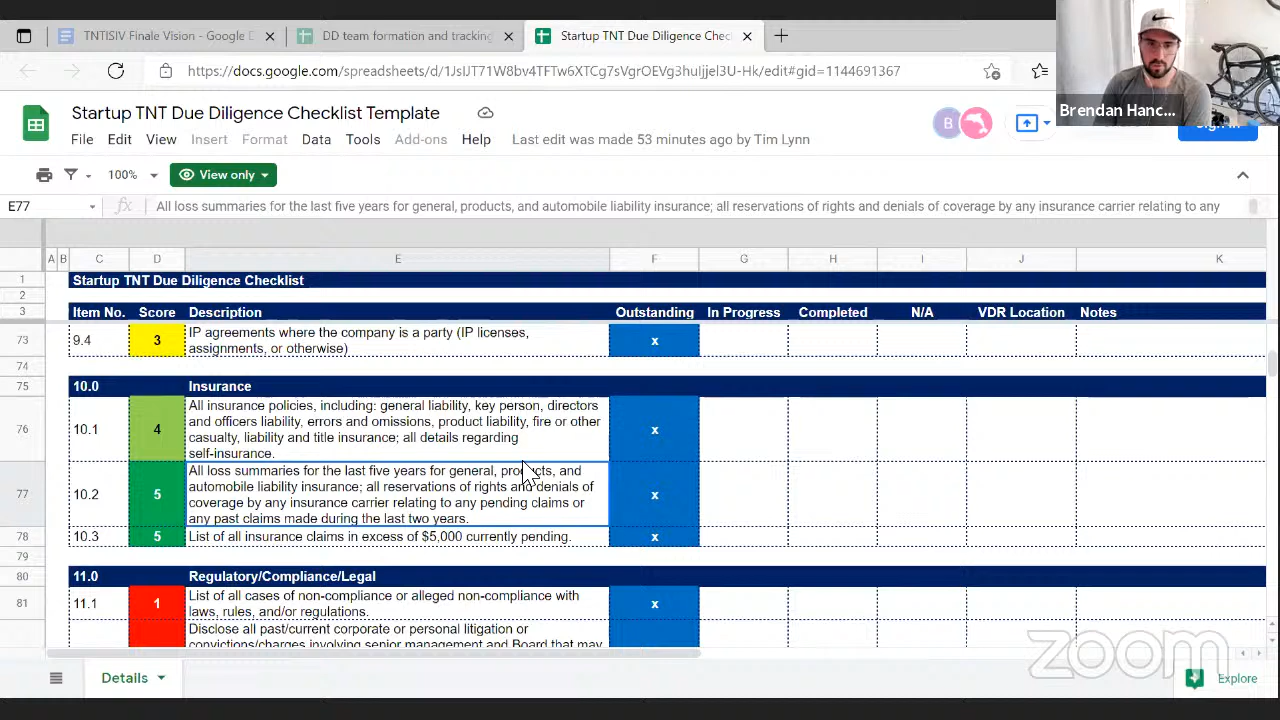 TNTISIV Finale Vision - Google D
DD team formation and tracking
Startup TNT Due Diligence Chec
https://docs.google.com/spreadsheets/d/1JsIJT71W8bv4TFTw6XTCg7sVgrOEVg3huljjel3U-Hk/edit#gid=1144691367
Brendan Hanc...
Startup TNT Due Diligence Checklist Template
B
File Edit View Insert Format Data Tools Add-ons Help Last edit was made 53 minutes ago by Tim Lynn
100% View only
E77 fx All loss summaries for the last five years for general, products, and automobile liability insurance; all reservations of rights and denials of coverage by any insurance carrier relating to any
A B C D E F G H I J K
1 Startup TNT Due Diligence Checklist
2
3 Item No. Score Description Outstanding In Progress Completed N/A VDR Location Notes
73 9.4 3 IP agreements where the company is a party (IP licenses, x
assignments, or otherwise)
74
75 10.0 Insurance
76 10.1 4 All insurance policies, including: general liability, key person, directors x
and officers liability, errors and omissions, product liability, fire or other
casualty, liability and title insurance; all details regarding
self-insurance.
77 10.2 5 All loss summaries for the last five years for general, products, and x
automobile liability insurance; all reservations of rights and denials of
coverage by any insurance carrier relating to any pending claims or
any past claims made during the last two years.
78 10.3 5 List of all insurance claims in excess of $5,000 currently pending. x
79
80 11.0 Regulatory/Compliance/Legal
81 11.1 1 List of all cases of non-compliance or alleged non-compliance with x
laws, rules, and/or regulations.
Disclose all past/current corporate or personal litigation or
convictions/charges involving senior management and Board that may
zoom
Details
Explore